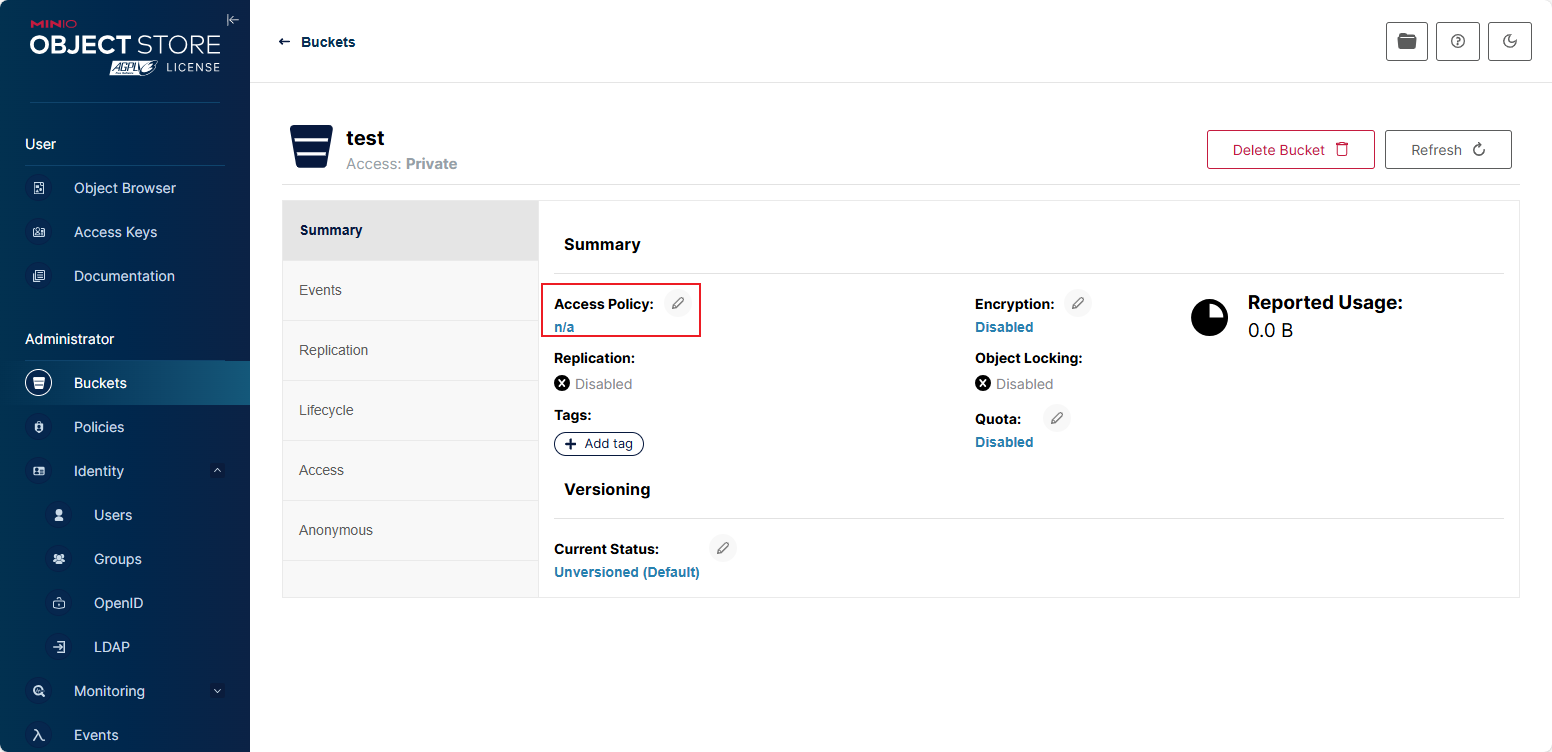 MINIO
OBJECT STORE
AGPLv3 LICENSE
User
Object Browser
Access Keys
Documentation
Administrator
Buckets
Policies
Identity
Users
Groups
OpenID
LDAP
Monitoring
Events
Buckets
test
Access: Private
Delete Bucket
Refresh
Summary
Events
Replication
Lifecycle
Access
Anonymous
Summary
Access Policy:
n/a
Encryption:
Disabled
Reported Usage:
0.0 B
Replication:
Disabled
Object Locking:
Disabled
Tags:
Add tag
Quota:
Disabled
Versioning
Current Status:
Unversioned (Default)